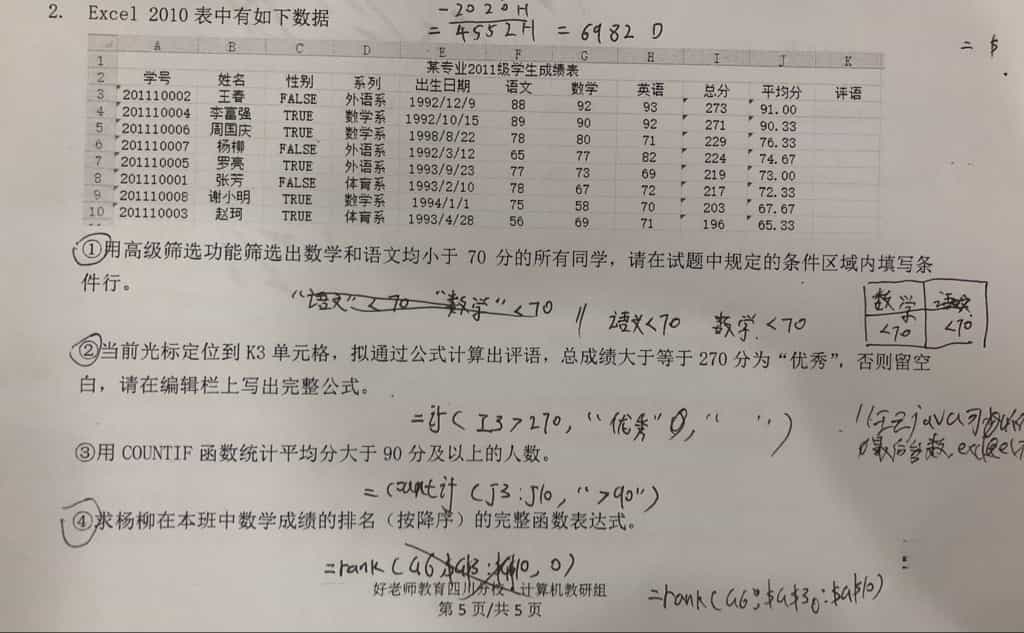 -2020H
2. Excel 2010 表中有如下数据
= 4552H = 6982 D
= $
A B C D E F G H I J K
1 某专业2011级学生成绩表
2 学号 姓名 性别 系列 出生日期 语文 数学 英语 总分 平均分 评语
3 201110002 王春 FALSE 外语系 1992/12/9 88 92 93 273 91.00
4 201110004 李富强 TRUE 数学系 1992/10/15 89 90 92 271 90.33
5 201110006 周国庆 TRUE 数学系 1998/8/22 78 80 71 229 76.33
6 201110007 杨柳 FALSE 外语系 1992/3/12 65 77 82 224 74.67
7 201110005 罗亮 TRUE 外语系 1993/9/23 77 73 69 219 73.00
8 201110001 张芳 FALSE 体育系 1993/2/10 78 67 72 217 72.33
9 201110008 谢小明 TRUE 数学系 1994/1/1 75 58 70 203 67.67
10 201110003 赵珂 TRUE 体育系 1993/4/28 56 69 71 196 65.33
①用高级筛选功能筛选出数学和语文均小于 70 分的所有同学，请在试题中规定的条件区域内填写条
件行。
"语文"<70 "数学"<70 // 语文<70 数学<70
数学 语文
<70 <70
②当前光标定位到 K3 单元格，拟通过公式计算出评语，总成绩大于等于 270 分为“优秀”，否则留空
白，请在编辑栏上写出完整公式。
=if( I3>270, "优秀", " ")
③用 COUNTIF 函数统计平均分大于 90 分及以上的人数。
=countif (j3:j10, ">90")
④求杨柳在本班中数学成绩的排名（按降序）的完整函数表达式。
=rank(G6,$G$3:$G$10, 0)
好老师教育四川分校·计算机教研组
=rank(G6,$G$3:$G$10)
第 5 页/共 5 页